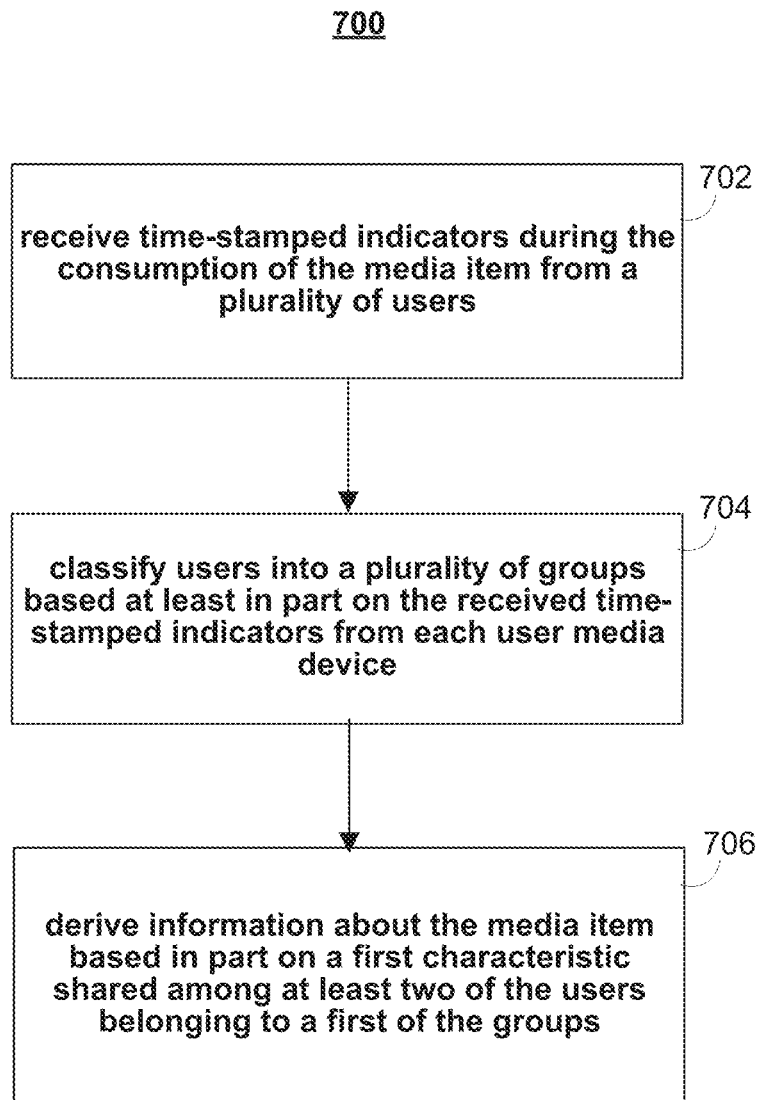 700
702
receive time-stamped indicators during the
consumption of the media item from a
plurality of users
704
classify users into a plurality of groups
based at least in part on the received time-
stamped indicators from each user media
device
706
derive information about the media item
based in part on a first characteristic
shared among at least two of the users
belonging to a first of the groups